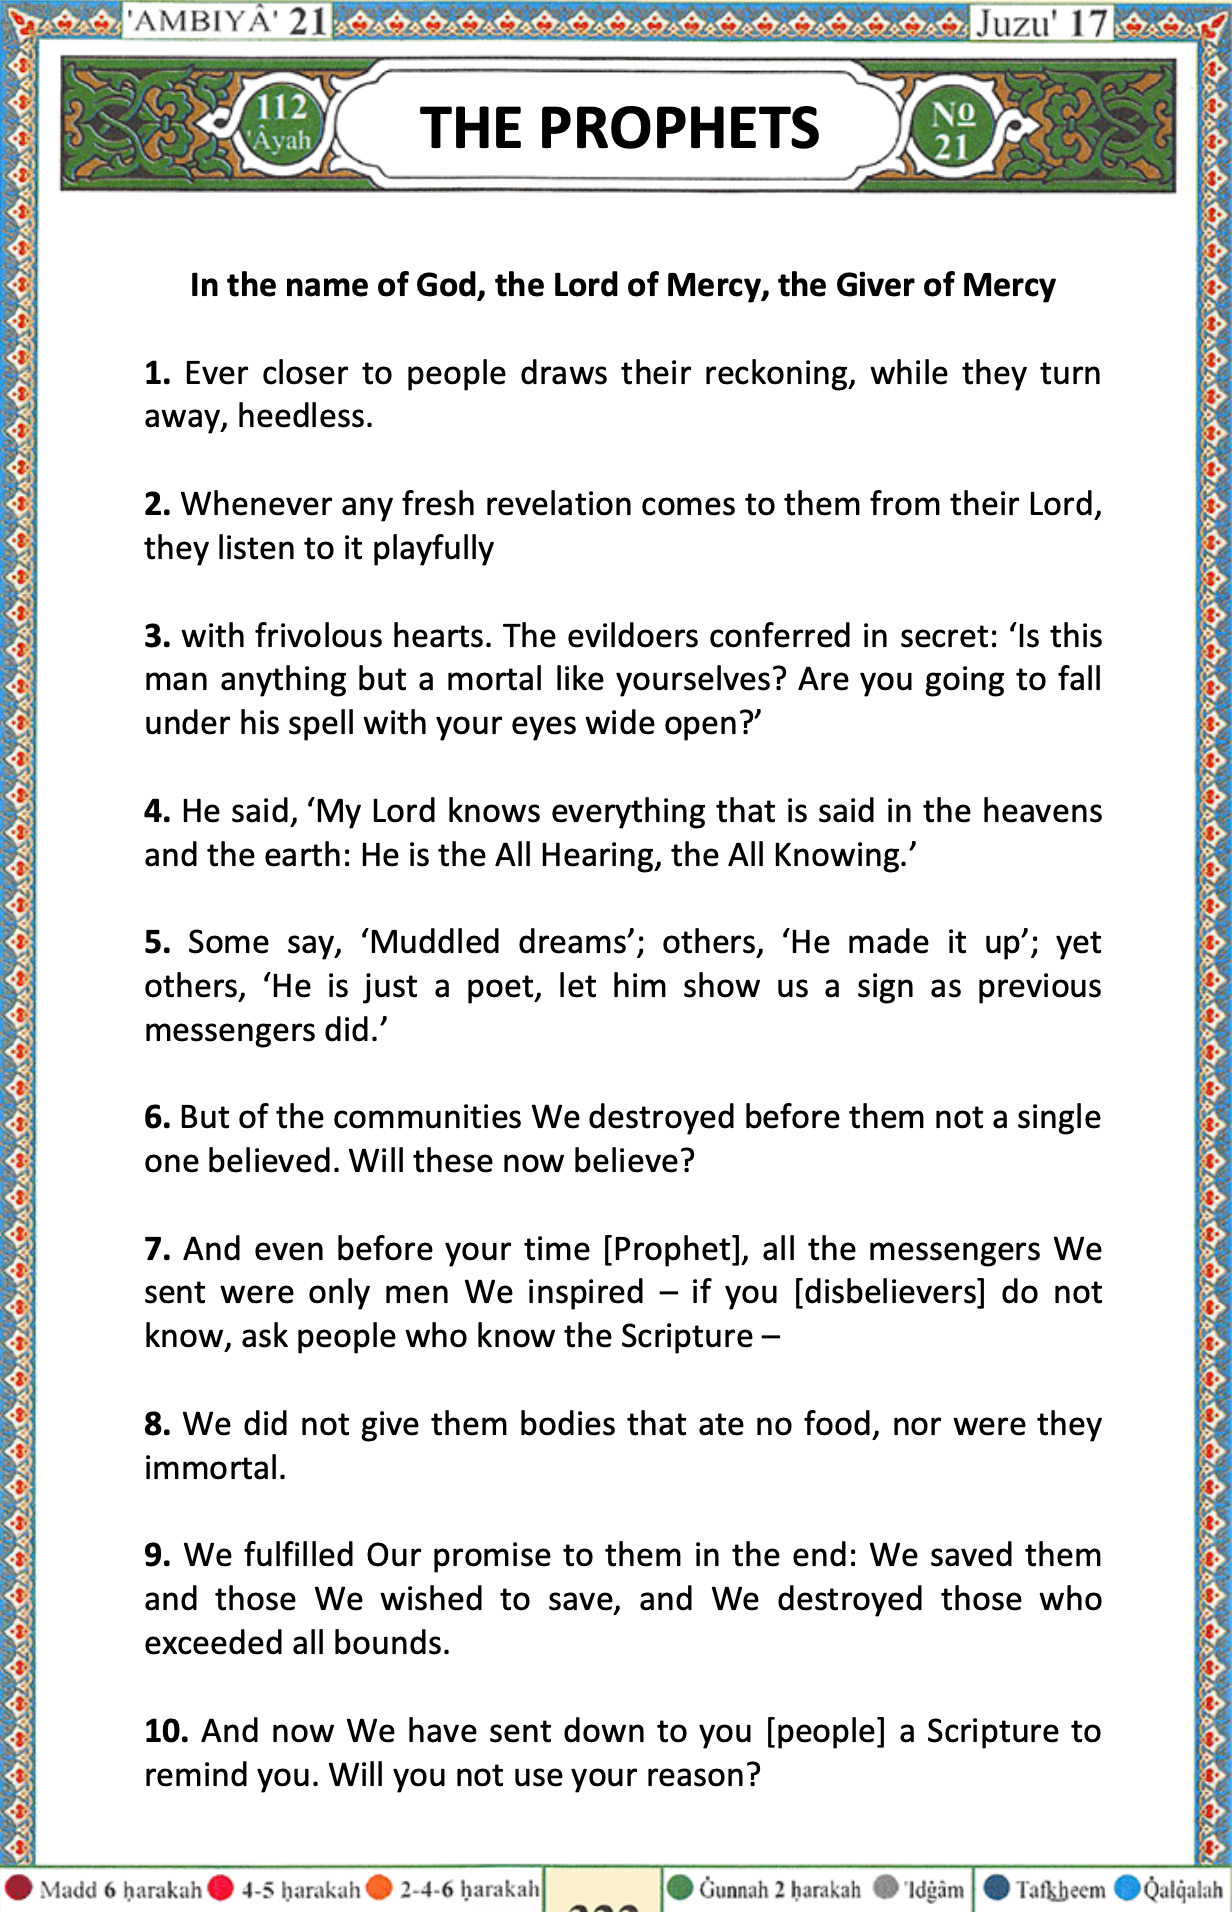 'AMBIYÂ' 21
Juzu' 17
112
'Âyah
THE PROPHETS
Nº
21
In the name of God, the Lord of Mercy, the Giver of Mercy
1. Ever closer to people draws their reckoning, while they turn
away, heedless.
2. Whenever any fresh revelation comes to them from their Lord,
they listen to it playfully
3. with frivolous hearts. The evildoers conferred in secret: ‘Is this
man anything but a mortal like yourselves? Are you going to fall
under his spell with your eyes wide open?’
4. He said, ‘My Lord knows everything that is said in the heavens
and the earth: He is the All Hearing, the All Knowing.’
5. Some say, ‘Muddled dreams’; others, ‘He made it up’; yet
others, ‘He is just a poet, let him show us a sign as previous
messengers did.’
6. But of the communities We destroyed before them not a single
one believed. Will these now believe?
7. And even before your time [Prophet], all the messengers We
sent were only men We inspired – if you [disbelievers] do not
know, ask people who know the Scripture –
8. We did not give them bodies that ate no food, nor were they
immortal.
9. We fulfilled Our promise to them in the end: We saved them
and those We wished to save, and We destroyed those who
exceeded all bounds.
10. And now We have sent down to you [people] a Scripture to
remind you. Will you not use your reason?
Madd 6 ḥarakah 4-5 ḥarakah 2-4-6 ḥarakah Ġunnah 2 ḥarakah 'Idġâm Tafkheem Qalqalah